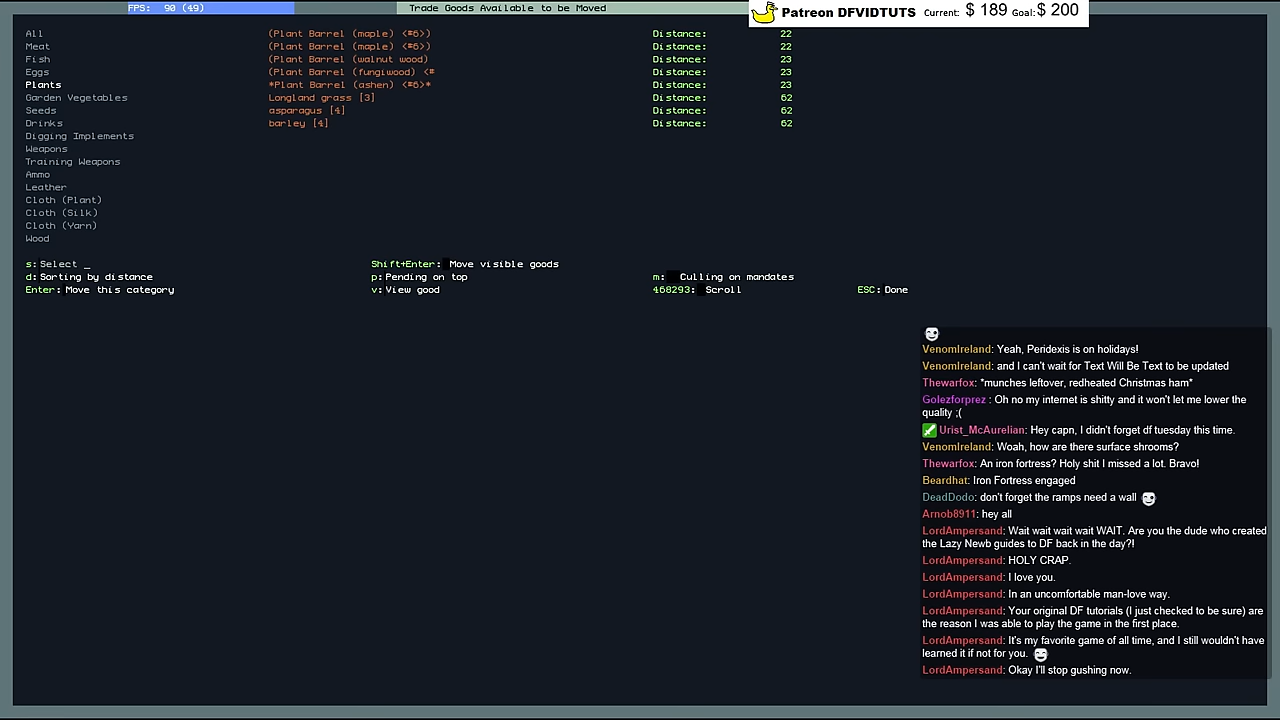 FPS: 90 (49)
Trade Goods Available to be Moved
Patreon DFVIDTUTS Current: $ 189 Goal: $ 200
All (Plant Barrel (maple) <#6>) Distance: 22
Meat (Plant Barrel (maple) <#6>) Distance: 22
Fish (Plant Barrel (walnut wood) Distance: 23
Eggs (Plant Barrel (fungiwood) <# Distance: 23
Plants *Plant Barrel (ashen) <#6>* Distance: 23
Garden Vegetables Longland grass [3] Distance: 62
Seeds asparagus [4] Distance: 62
Drinks barley [4] Distance: 62
Digging Implements
Weapons
Training Weapons
Ammo
Leather
Cloth (Plant)
Cloth (Silk)
Cloth (Yarn)
Wood
s: Select _ Shift+Enter: Move visible goods
d: Sorting by distance p: Pending on top m: Culling on mandates
Enter: Move this category v: View good 468293: Scroll ESC: Done
VenomIreland: Yeah, Peridexis is on holidays!
VenomIreland: and I can't wait for Text Will Be Text to be updated
Thewarfox: *munches leftover, redheated Christmas ham*
Golezforprez : Oh no my internet is shitty and it won't let me lower the
quality ;(
Urist_McAurelian: Hey capn, I didn't forget df tuesday this time.
VenomIreland: Woah, how are there surface shrooms?
Thewarfox: An iron fortress? Holy shit I missed a lot. Bravo!
Beardhat: Iron Fortress engaged
DeadDodo: don't forget the ramps need a wall
Arnob8911: hey all
LordAmpersand: Wait wait wait wait WAIT. Are you the dude who created
the Lazy Newb guides to DF back in the day?!
LordAmpersand: HOLY CRAP.
LordAmpersand: I love you.
LordAmpersand: In an uncomfortable man-love way.
LordAmpersand: Your original DF tutorials (I just checked to be sure) are
the reason I was able to play the game in the first place.
LordAmpersand: It's my favorite game of all time, and I still wouldn't have
learned it if not for you.
LordAmpersand: Okay I'll stop gushing now.